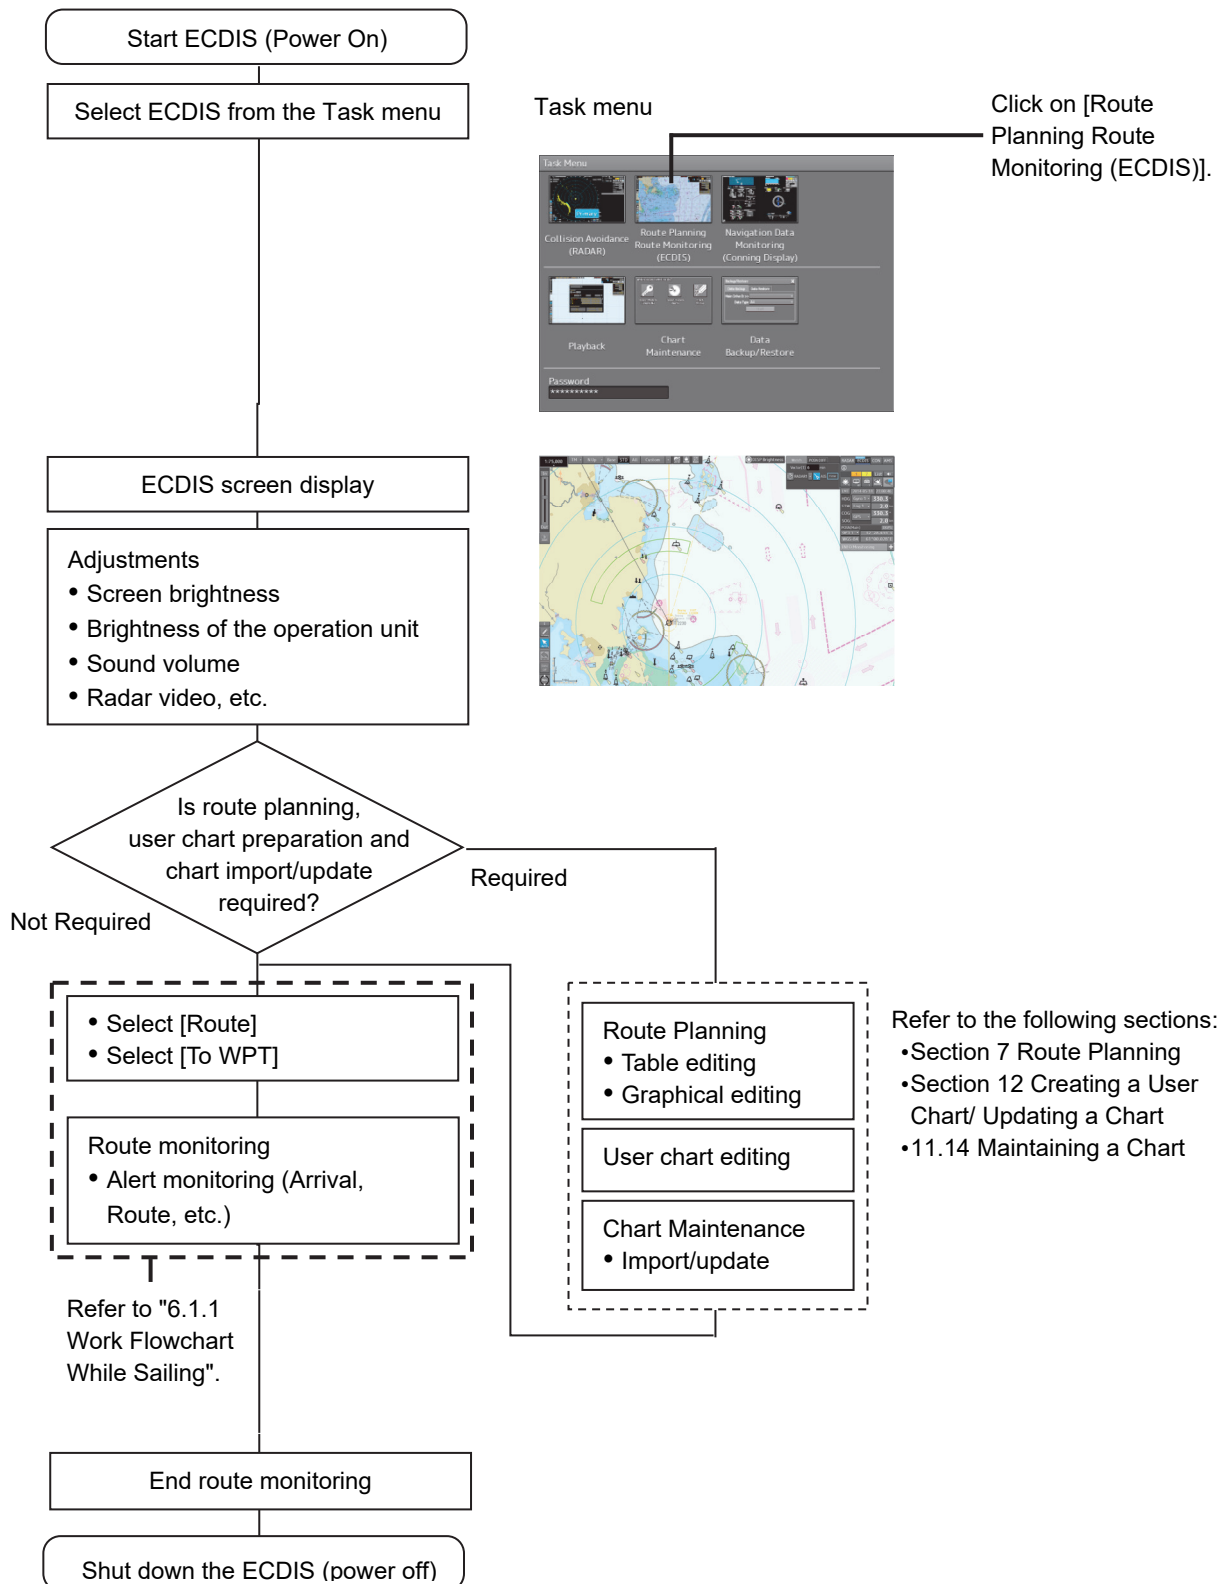 Start ECDIS (Power On)
Select ECDIS from the Task menu
Task menu
Click on [Route
Planning Route
Monitoring (ECDIS)].
Task Menu
Collision Avoidance
(RADAR)
Route Planning
Route Monitoring
(ECDIS)
Navigation Data
Monitoring
(Conning Display)
Playback
Chart
Maintenance
Data
Backup/Restore
Password
**********
ECDIS screen display
Adjustments
• Screen brightness
• Brightness of the operation unit
• Sound volume
• Radar video, etc.
Is route planning,
user chart preparation and
chart import/update
required?
Required
Not Required
• Select [Route]
• Select [To WPT]
Route monitoring
• Alert monitoring (Arrival,
Route, etc.)
Refer to "6.1.1
Work Flowchart
While Sailing".
Route Planning
• Table editing
• Graphical editing
User chart editing
Chart Maintenance
• Import/update
Refer to the following sections:
•Section 7 Route Planning
•Section 12 Creating a User
Chart/ Updating a Chart
•11.14 Maintaining a Chart
End route monitoring
Shut down the ECDIS (power off)